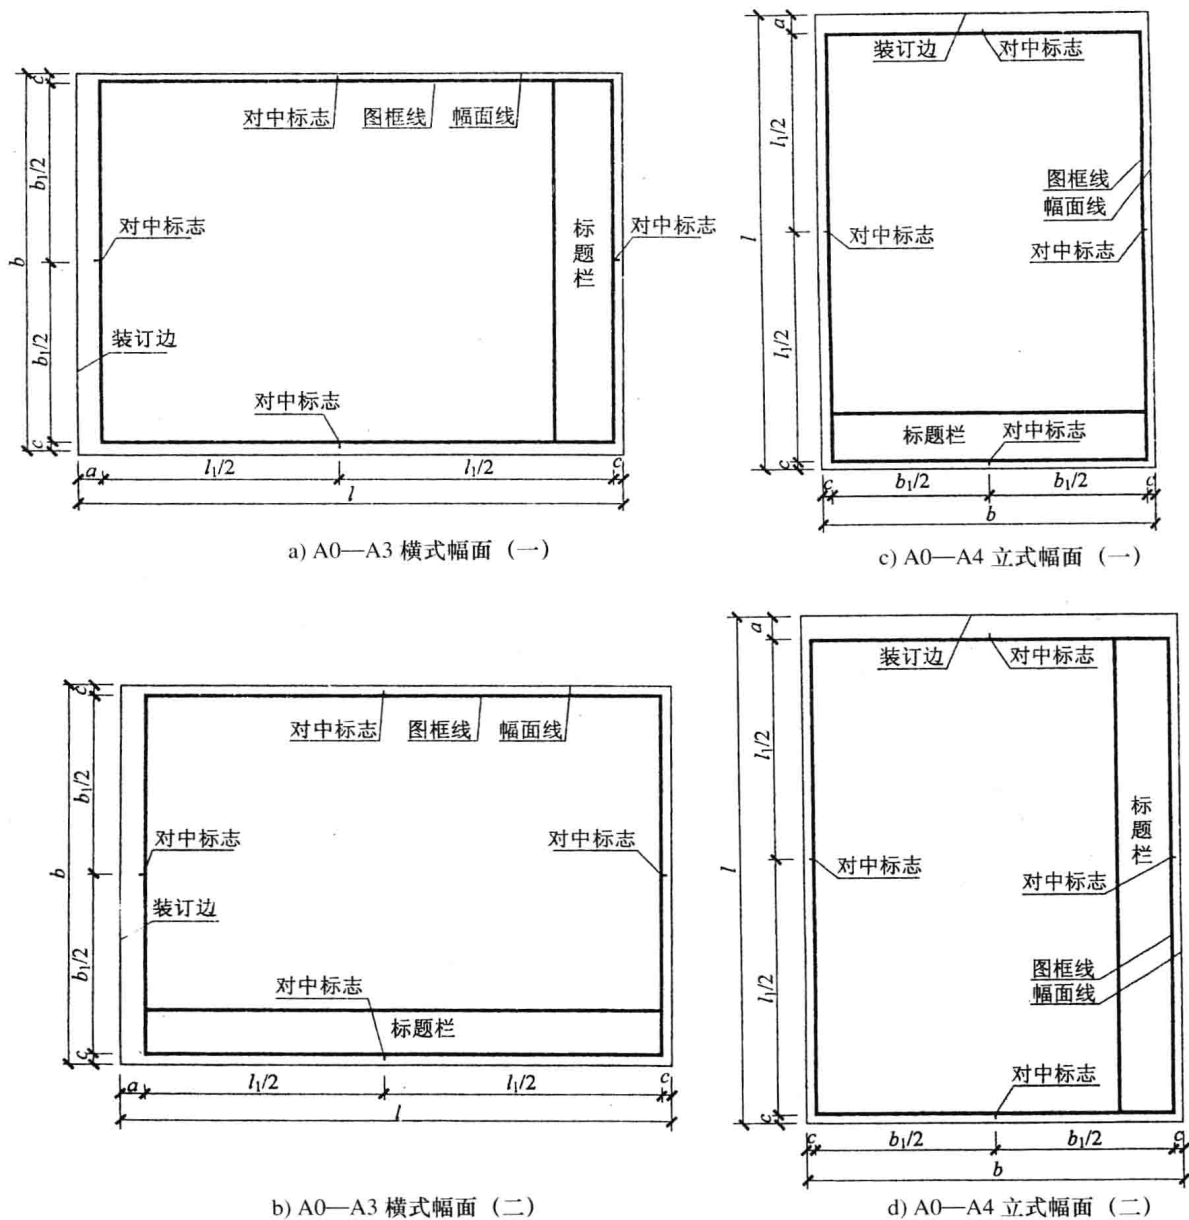 c
对中标志 图框线 幅面线
b₁/2
对中标志
标题栏
对中标志
b
b₁/2
装订边
对中标志
c
a l₁/2 l₁/2 c
l
a) A0—A3 横式幅面（一）
a
装订边 对中标志
l₁/2
图框线
幅面线
l
对中标志
对中标志
l₁/2
标题栏
对中标志
c
c b₁/2 b₁/2 c
b
c) A0—A4 立式幅面（一）
c
对中标志 图框线 幅面线
b₁/2
对中标志 对中标志
b
装订边
b₁/2
对中标志
标题栏
c
a l₁/2 l₁/2 c
l
b) A0—A3 横式幅面（二）
a
装订边 对中标志
l₁/2
标题栏
l
对中标志
对中标志
图框线
幅面线
l₁/2
对中标志
c
c b₁/2 b₁/2 c
b
d) A0—A4 立式幅面（二）